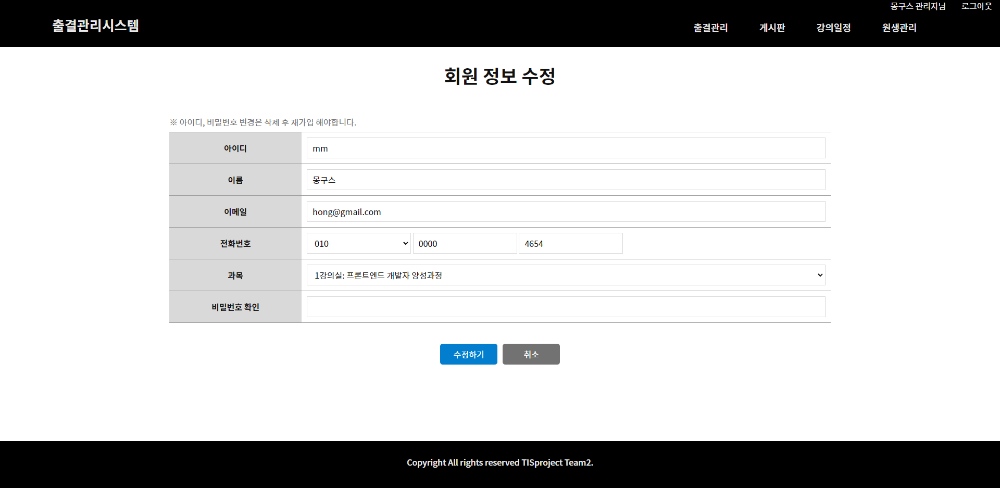 몽구스 관리자님 로그아웃
출결관리시스템 출결관리 게시판 강의일정 원생관리
회원 정보 수정
※ 아이디, 비밀번호 변경은 삭제 후 재가입 해야합니다.
아이디 mm
이름 몽구스
이메일 hong@gmail.com
전화번호 010 0000 4654
과목 1강의실: 프론트엔드 개발자 양성과정
비밀번호 확인
수정하기 취소
Copyright All rights reserved TISproject Team2.